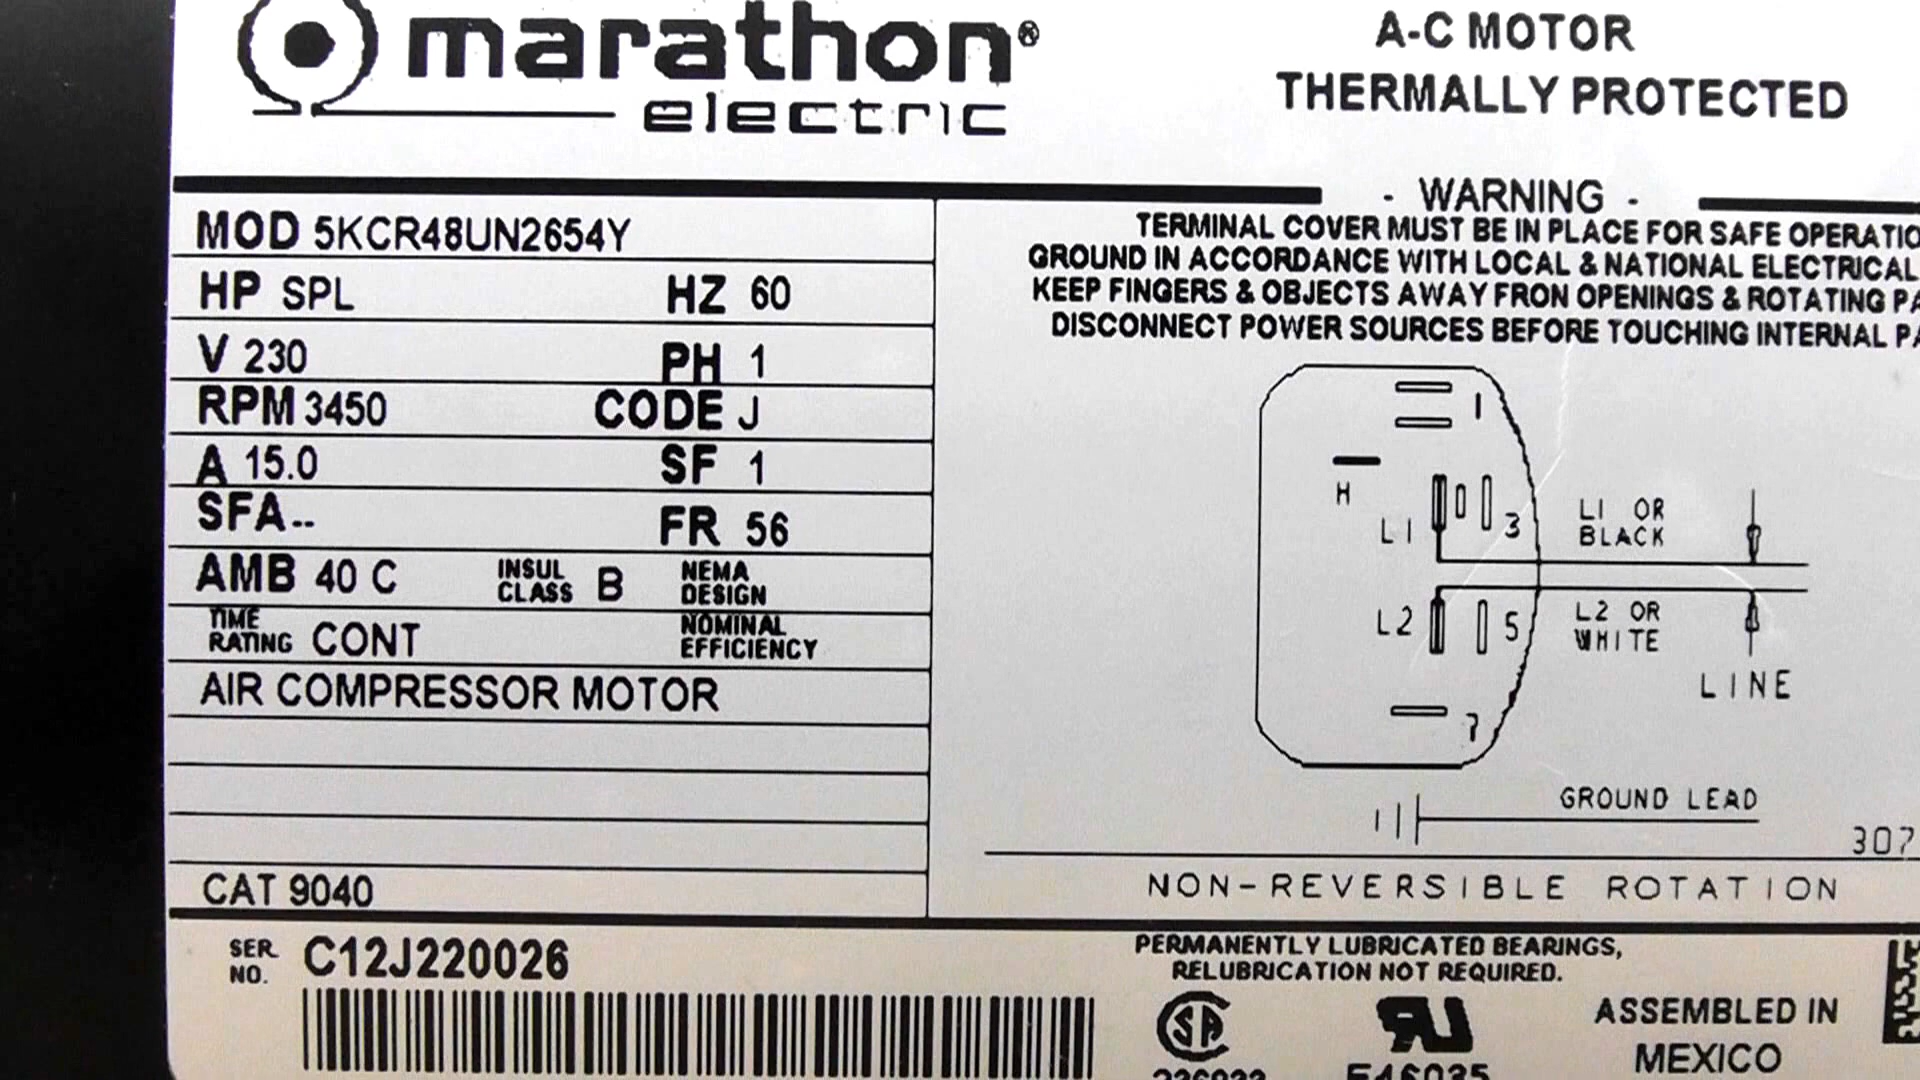 marathon®
electric
A-C MOTOR
THERMALLY PROTECTED
MOD 5KCR48UN2654Y
HP SPL HZ 60
V 230 PH 1
RPM 3450 CODE J
A 15.0 SF 1
SFA--  FR 56
AMB 40 C INSUL CLASS B NEMA DESIGN
TIME RATING CONT NOMINAL EFFICIENCY
AIR COMPRESSOR MOTOR
CAT 9040
- WARNING -
TERMINAL COVER MUST BE IN PLACE FOR SAFE
GROUND IN ACCORDANCE WITH LOCAL & NATIONAL ELECTRICAL
KEEP FINGERS & OBJECTS AWAY FRON OPENINGS & ROTATING
DISCONNECT POWER SOURCES BEFORE TOUCHING INTERNAL
1
H
L1 3
L1 OR
BLACK
L2 5
L2 OR
WHITE
LINE
7
GROUND LEAD
307
NON-REVERSIBLE ROTATION
SER. NO. C12J220026
PERMANENTLY LUBRICATED BEARINGS,
RELUBRICATION NOT REQUIRED.
ASSEMBLED IN
MEXICO